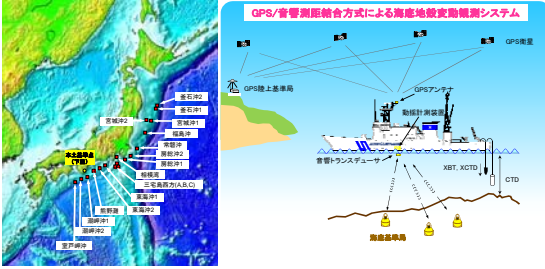 釜石沖2
釜石沖1
宮城沖2
宮城沖1
福島沖
常磐沖
房総沖2
房総沖1
相模湾
三宅島西方(A,B,C)
東海沖1
東海沖2
熊野灘
潮岬沖1
潮岬沖2
室戸岬沖
本土基準点
(下里)
GPS/音響測距結合方式による海底地殻変動観測システム
GPS衛星
GPS陸上基準局
GPSアンテナ
動揺計測装置
音響トランスデューサ
XBT, XCTD
CTD
海底基準局